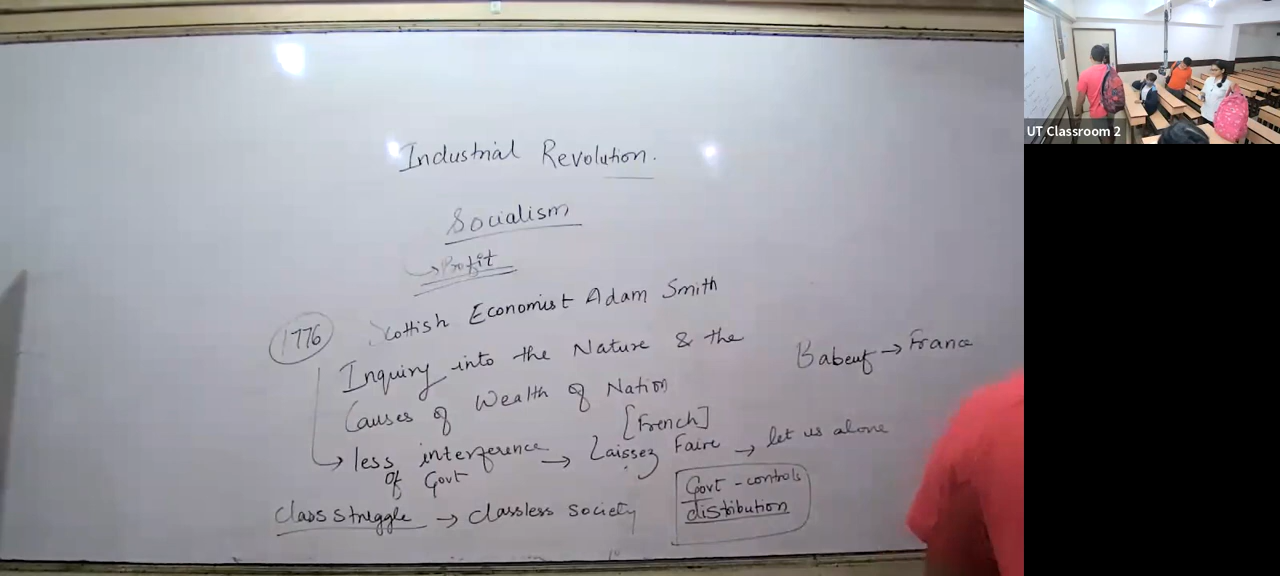 Industrial Revolution.
Socialism
→ Profit
1776
Scottish Economist Adam Smith
Inquiry into the Nature & the
Causes of Wealth of Nation
Babeuf → France
[French]
→ less interference → Laissez Faire → let us alone
of Govt
Class struggle → classless society
Govt - controls
distibution
UT Classroom 2